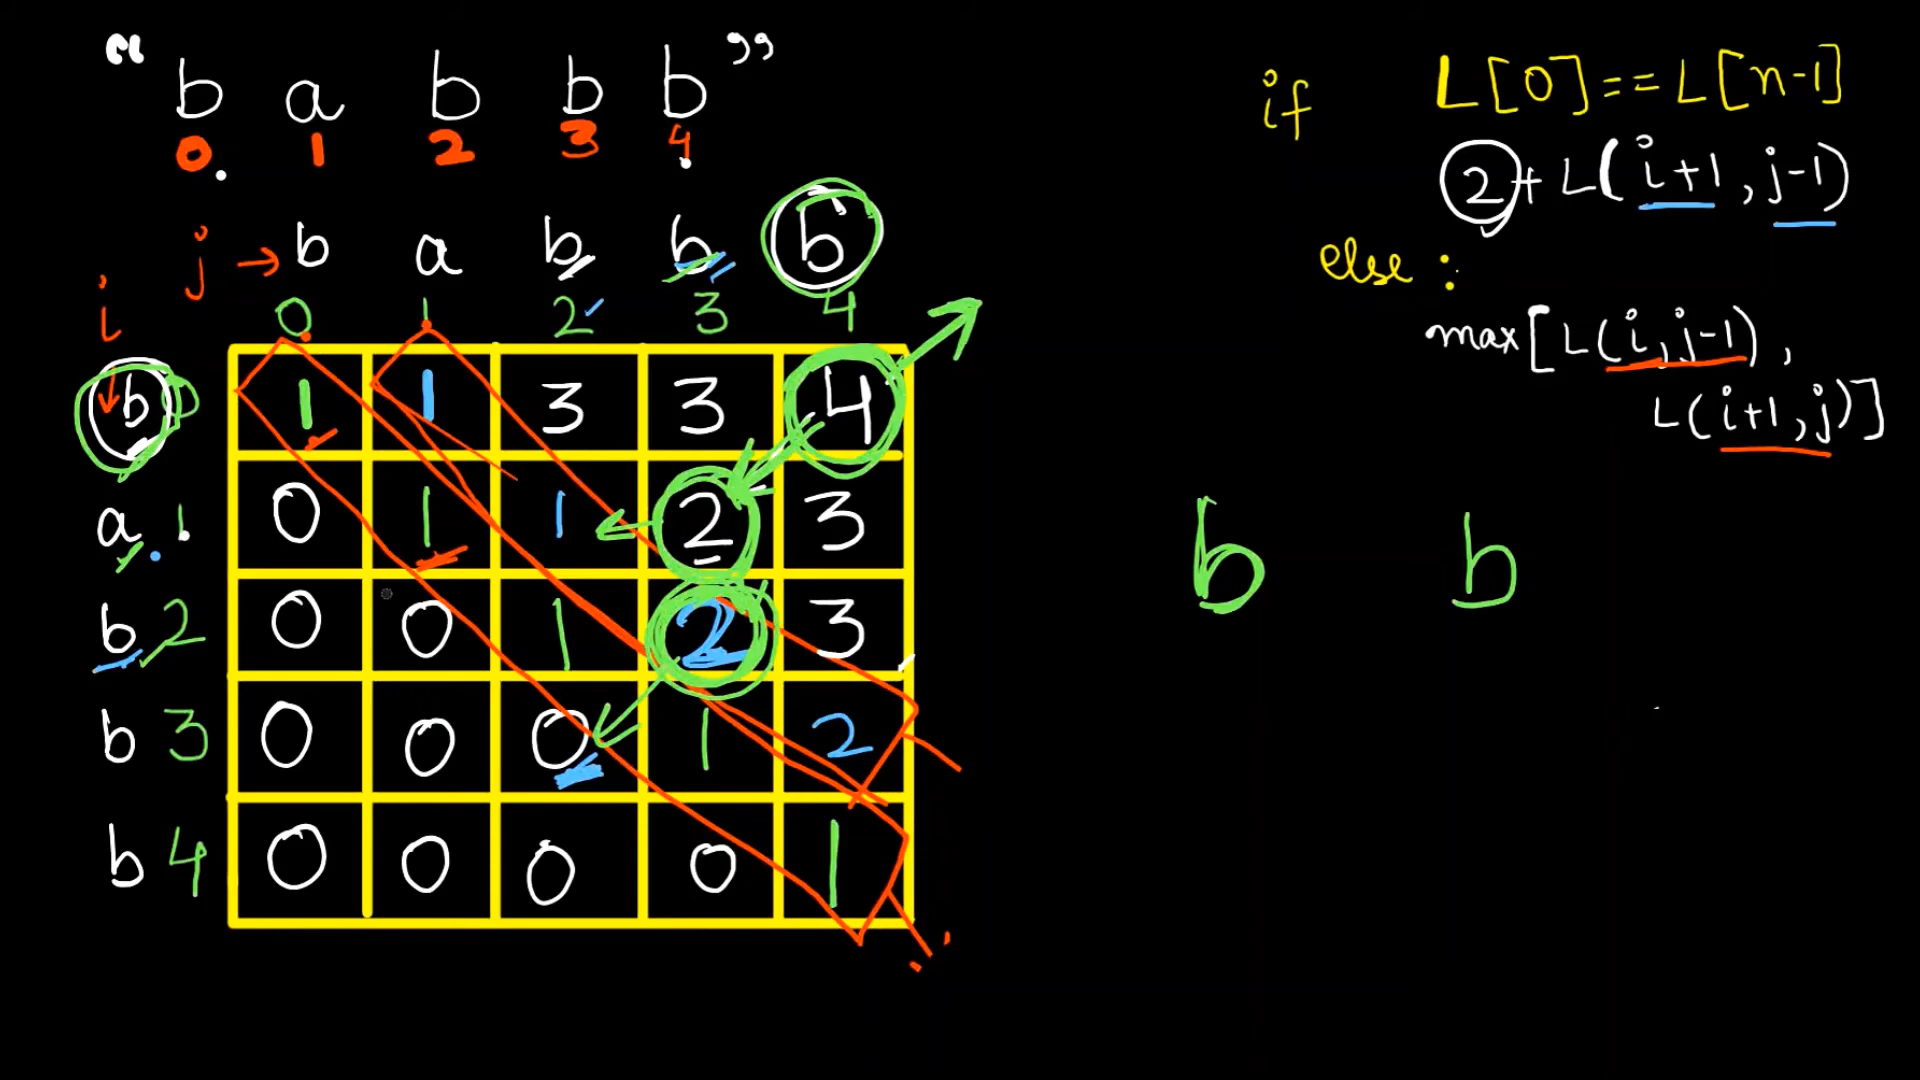 “ b a b b b ”
0 1 2 3 4
j → b a b b b
i
0 1 2 3 4
b 0 1 1 3 3 4
a 1 0 1 1 2 3
b 2 0 0 1 2 3
b 3 0 0 0 1 2
b 4 0 0 0 0 1
if L[0]==L[n-1]
2+L(i+1,j-1)
else :
max[L(i,j-1),
L(i+1,j)]
b b